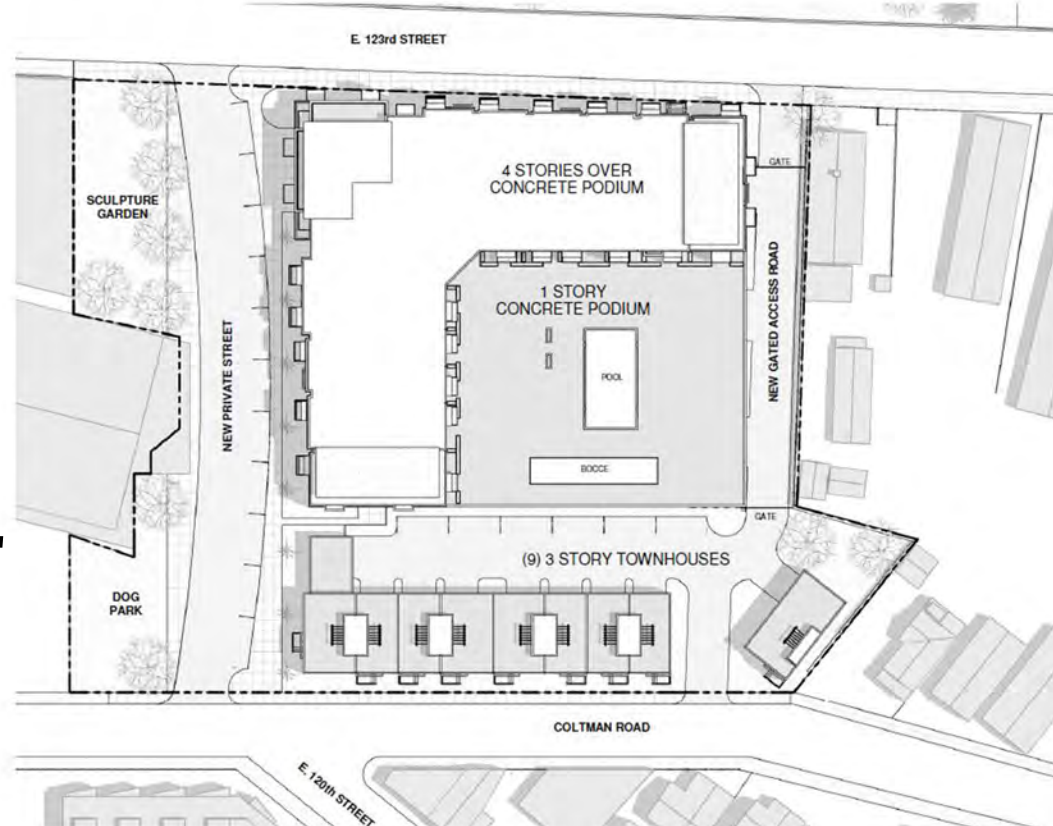 E. 123rd STREET
4 STORIES OVER
CONCRETE PODIUM
GATE
SCULPTURE
GARDEN
NEW PRIVATE STREET
NEW GATED ACCESS ROAD
1 STORY
CONCRETE PODIUM
POOL
BOCCE
GATE
(9) 3 STORY TOWNHOUSES
DOG
PARK
COLTMAN ROAD
E. 120th STREET